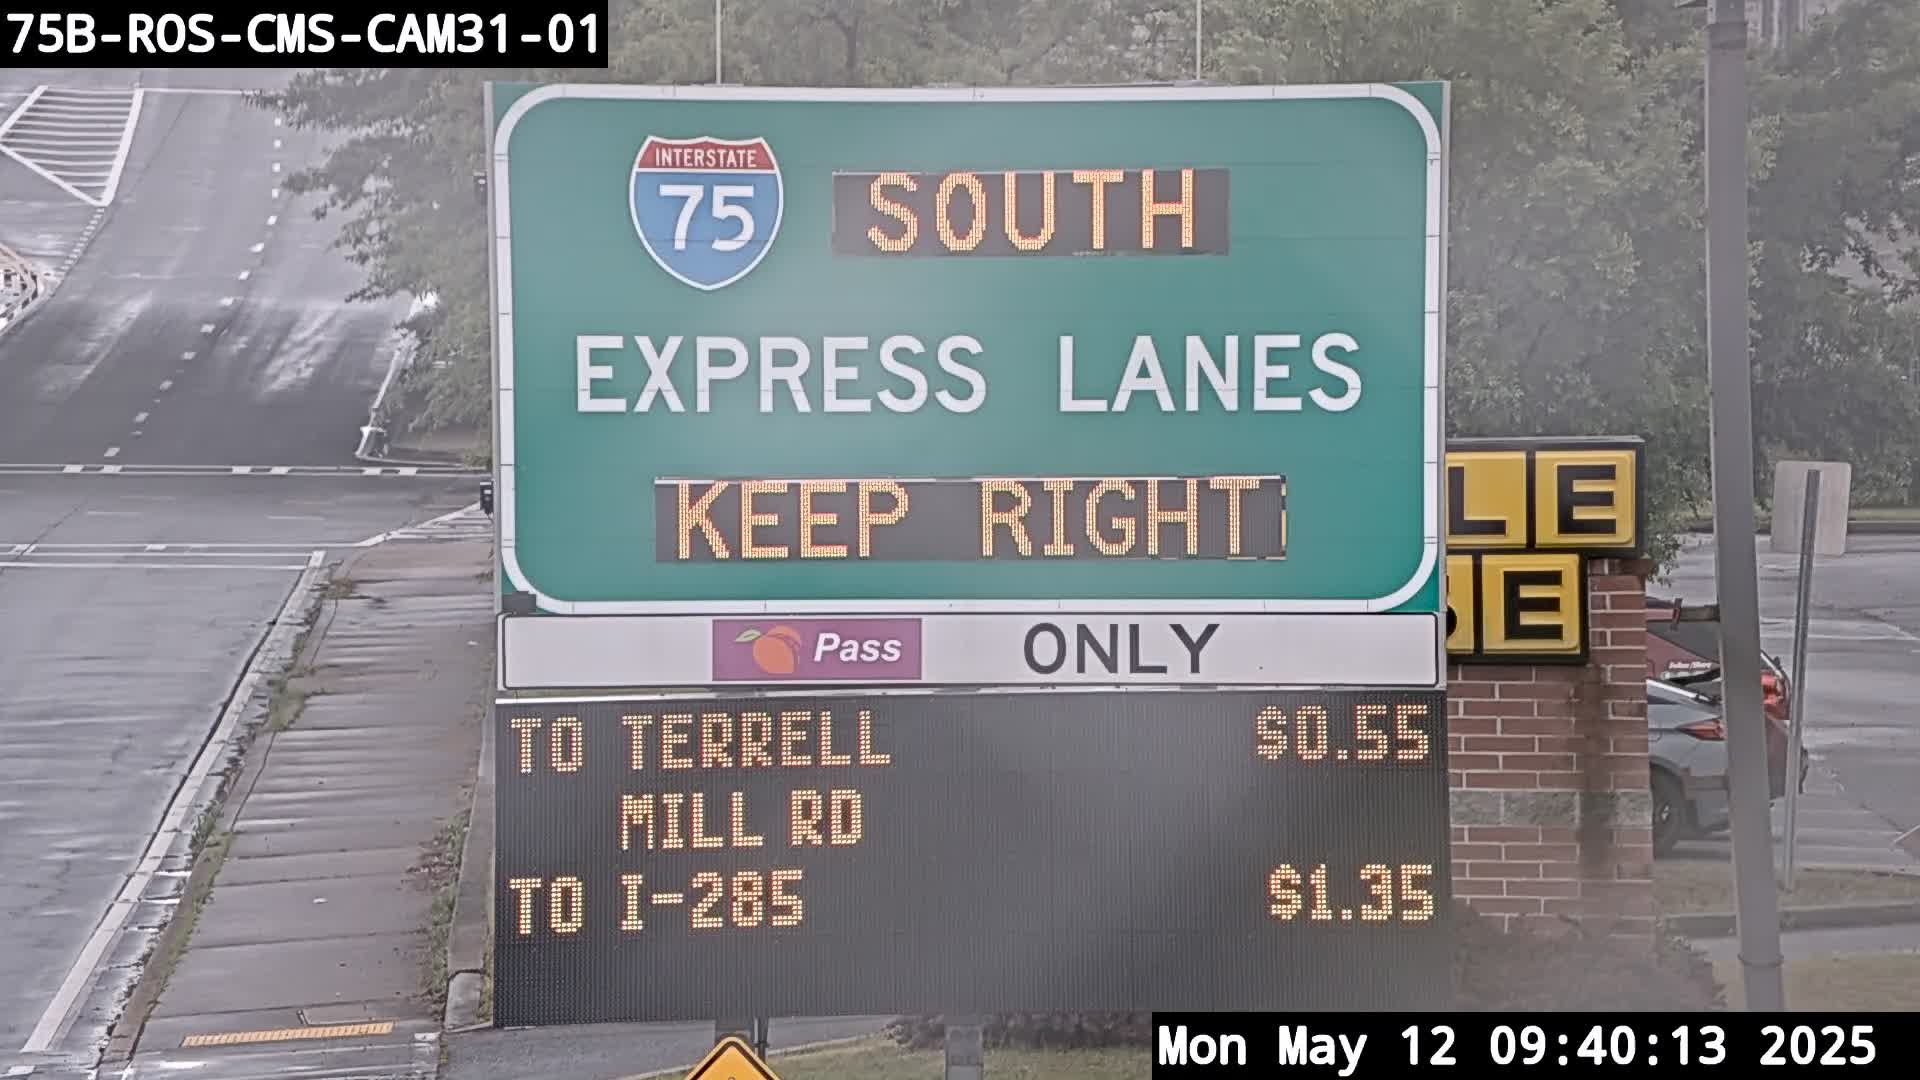 75B-ROS-CMS-CAM31-01
INTERSTATE
75
SOUTH
EXPRESS LANES
KEEP RIGHT
Pass ONLY
TO TERRELL $0.55
MILL RD
TO I-285 $1.35
LE
E
Mon May 12 09:40:13 2025